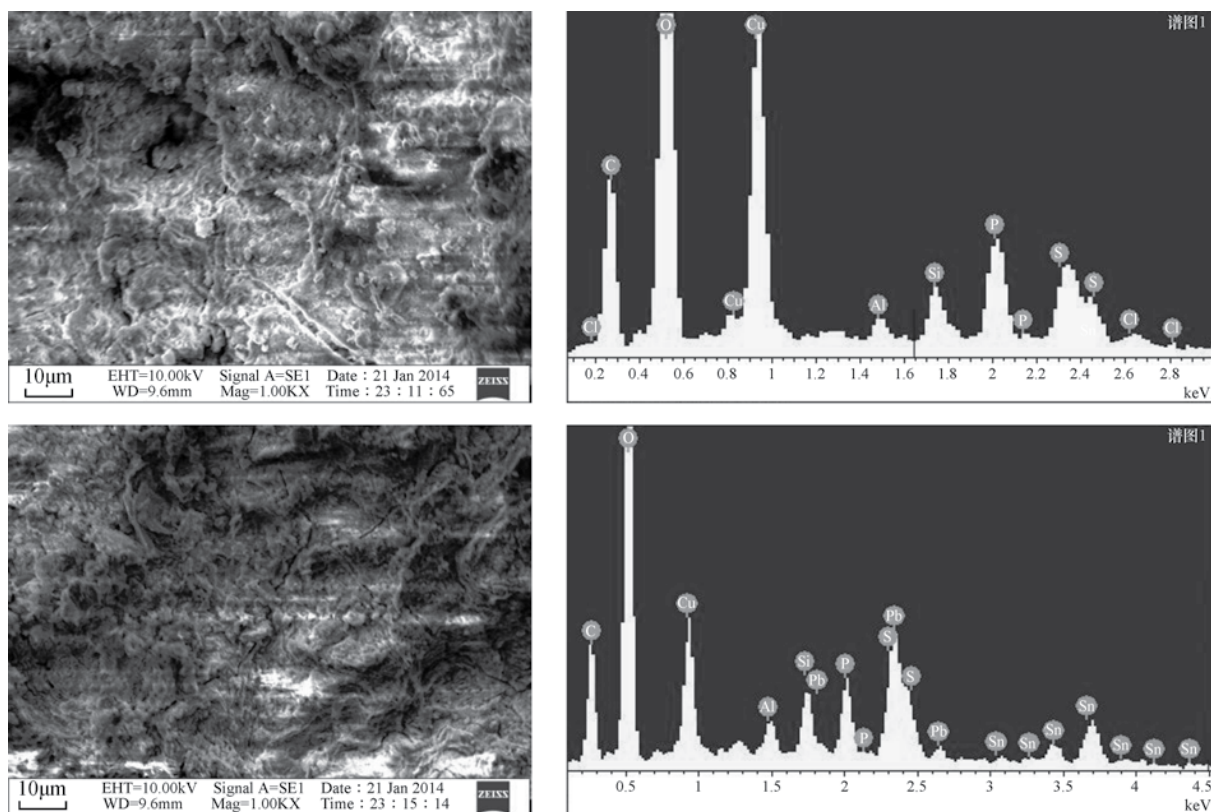 10μm
EHT=10.00kV Signal A=SE1 Date：21 Jan 2014
WD=9.6mm Mag=1.00KX Time：23：11：65
ZEISS
谱图1
O
Cu
C
P
S
Si
S
Cu
Al
P
Cl
Cl
Cl
0.2 0.4 0.6 0.8 1 1.2 1.4 1.6 1.8 2 2.2 2.4 2.6 2.8
keV
10μm
EHT=10.00kV Signal A=SE1 Date：21 Jan 2014
WD=9.6mm Mag=1.00KX Time：23：15：14
ZEISS
谱图1
O
Cu
Pb
C
S
Si
P
S
Pb
Sn
Al
Pb
P
Sn
Sn
Sn
Sn
Sn
Sn
0.5 1 1.5 2 2.5 3 3.5 4 4.5
keV